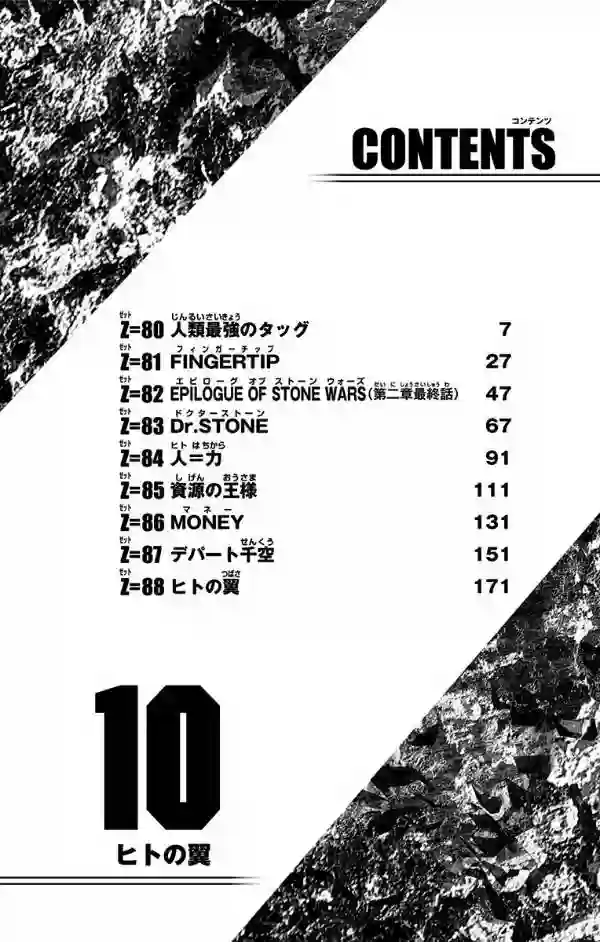 コンテンツ
CONTENTS
ゼット じんるいさいきょう
Z=80 人類最強のタッグ 7
ゼット フィンガーチップ
Z=81 FINGERTIP 27
ゼット エピローグ オブ ストーン ウォーズ せい に しょうさいしゅう わ
Z=82 EPILOGUE OF STONE WARS(第二章最終話) 47
ゼット ドクターストーン
Z=83 Dr.STONE 67
ゼット ヒト はちから
Z=84 人=力 91
ゼット しげん おうさま
Z=85 資源の王様 111
ゼット マネー
Z=86 MONEY 131
ゼット せんくう
Z=87 デパート千空 151
ゼット つばさ
Z=88 ヒトの翼 171
10
ヒトの翼